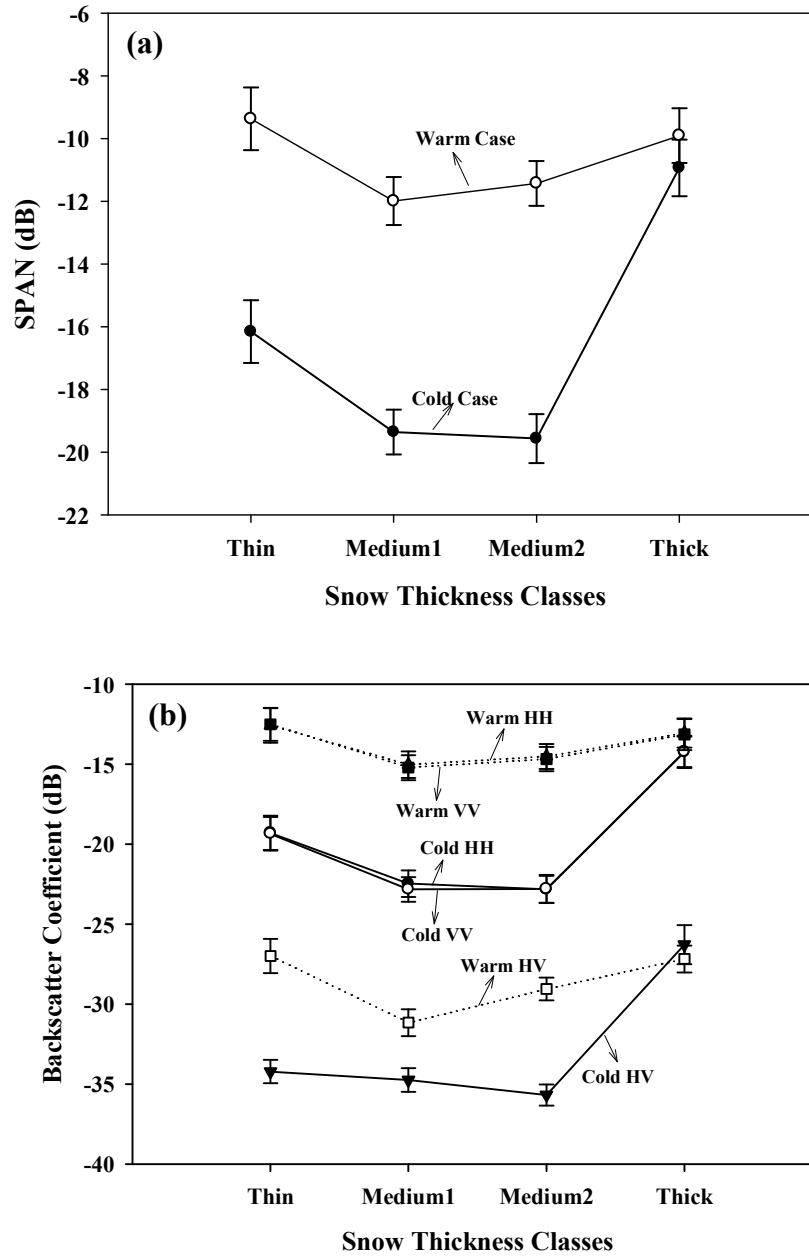 -6
(a)
-8
-10
Warm Case
-12
SPAN (dB)
-14
-16
-18
Cold Case
-20
-22
Thin Medium1 Medium2 Thick
Snow Thickness Classes
-10
(b)
Warm HH
-15
Warm VV
-20
Cold HH
Backscatter Coefficient (dB)
Cold VV
-25
Warm HV
-30
-35
Cold HV
-40
Thin Medium1 Medium2 Thick
Snow Thickness Classes